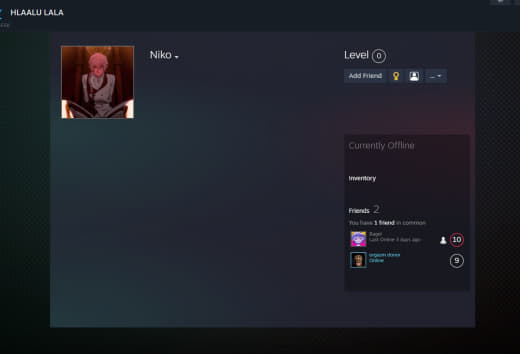 HLAALU LALA
Niko
Level 0
Add Friend
...
Currently Offline
Inventory
Friends 2
You have 1 friend in common
Bagel
Last Online 3 days ago
10
orgasm donor
Online
9